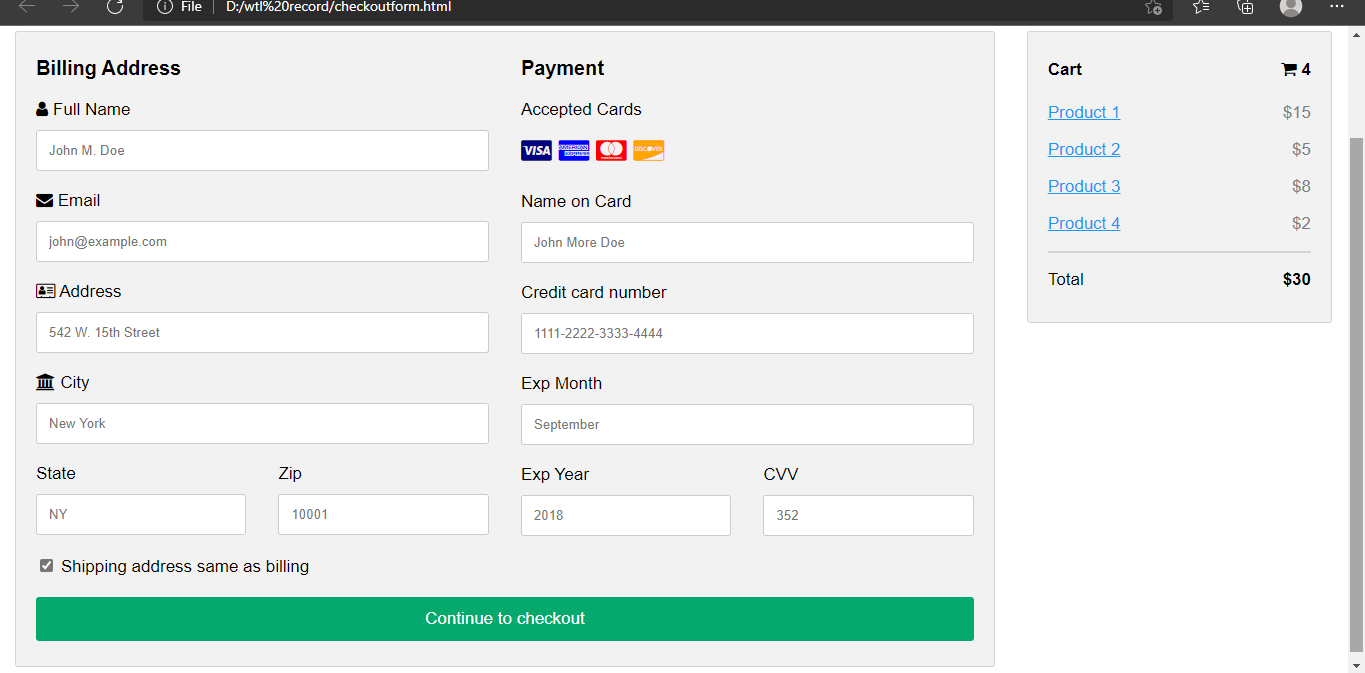 File D:/wtl%20record/checkoutform.html
Billing Address
Full Name
John M. Doe
Email
john@example.com
Address
542 W. 15th Street
City
New York
State Zip
NY 10001
Payment
Accepted Cards
VISA AMERICAN EXPRESS DISCOVER
Name on Card
John More Doe
Credit card number
1111-2222-3333-4444
Exp Month
September
Exp Year CVV
2018 352
Shipping address same as billing
Continue to checkout
Cart 4
Product 1 $15
Product 2 $5
Product 3 $8
Product 4 $2
Total $30